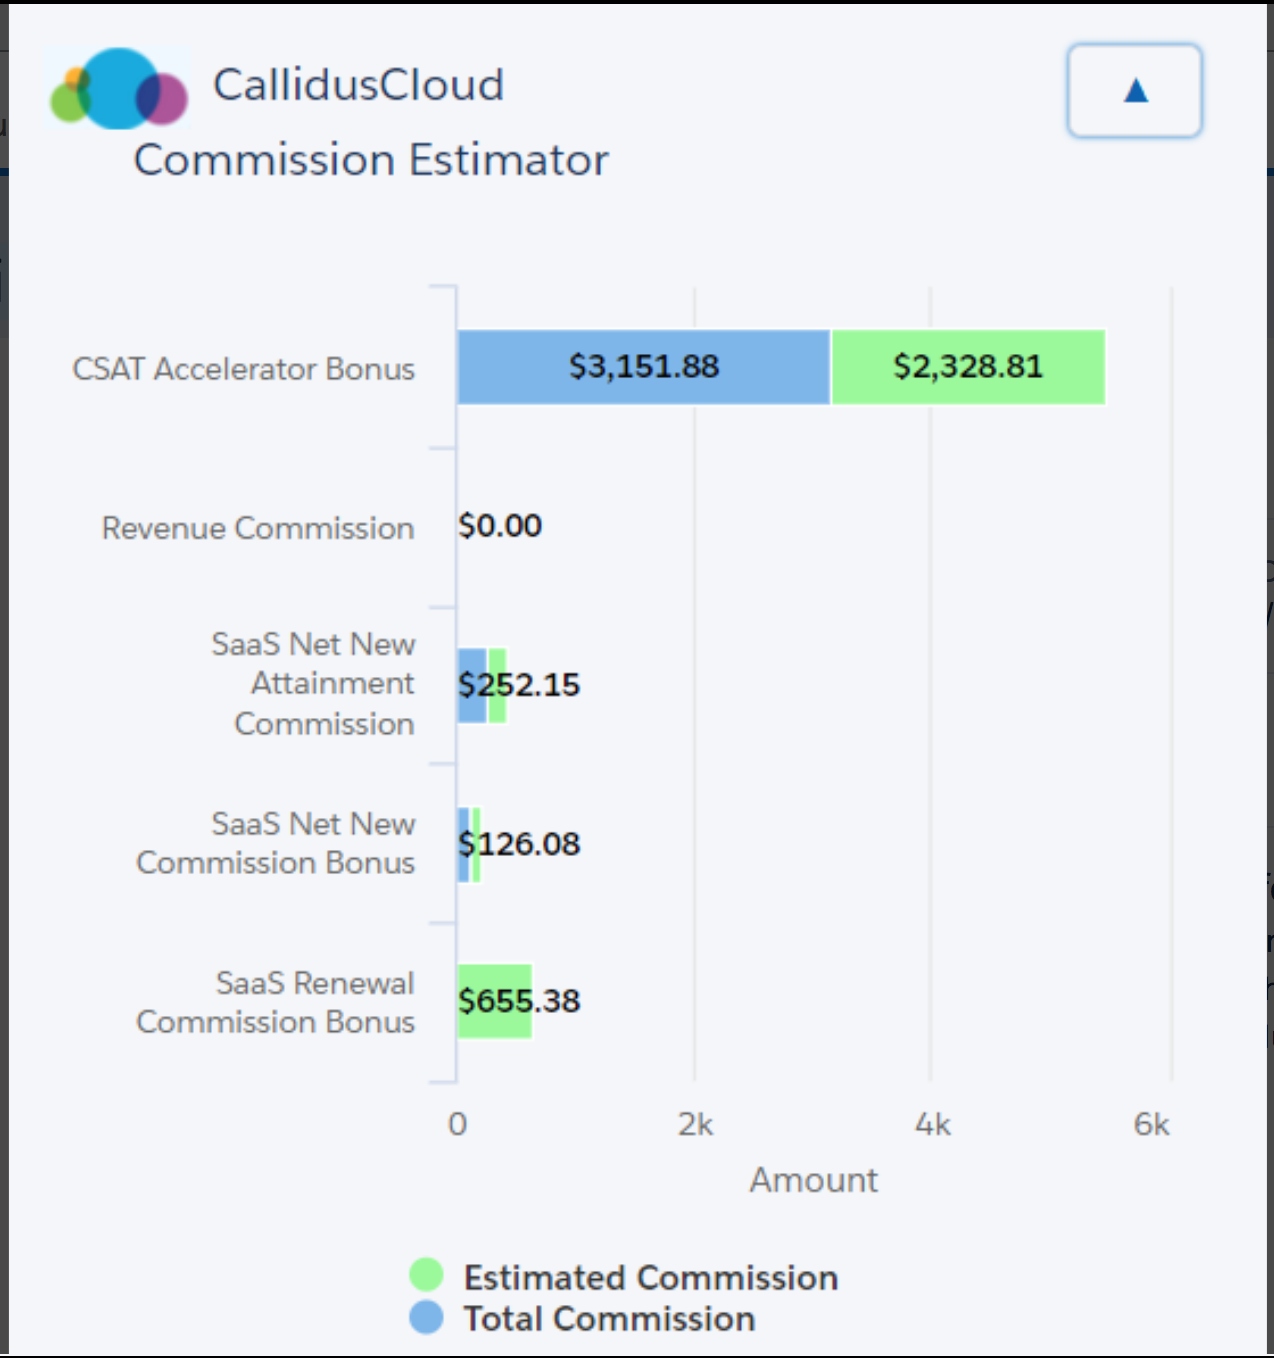 CallidusCloud
Commission Estimator
▲
CSAT Accelerator Bonus
$3,151.88
$2,328.81
Revenue Commission
$0.00
SaaS Net New
Attainment
Commission
$252.15
SaaS Net New
Commission Bonus
$126.08
SaaS Renewal
Commission Bonus
$655.38
0
2k
4k
6k
Amount
Estimated Commission
Total Commission